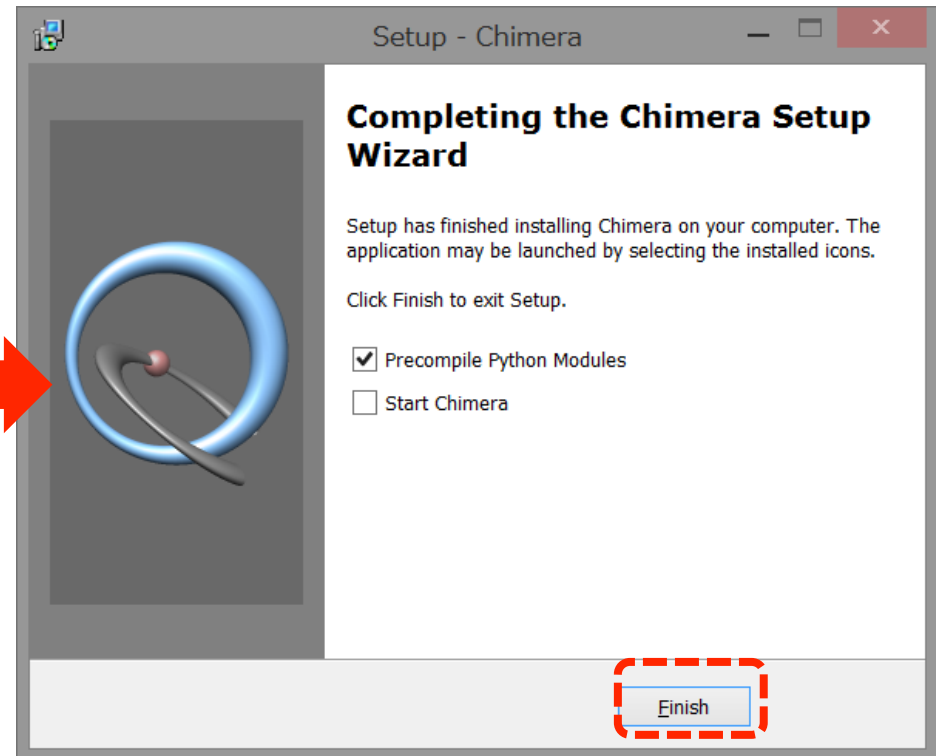 Setup - Chimera
Completing the Chimera Setup
Wizard
Setup has finished installing Chimera on your computer. The
application may be launched by selecting the installed icons.
Click Finish to exit Setup.
Precompile Python Modules
Start Chimera
Finish